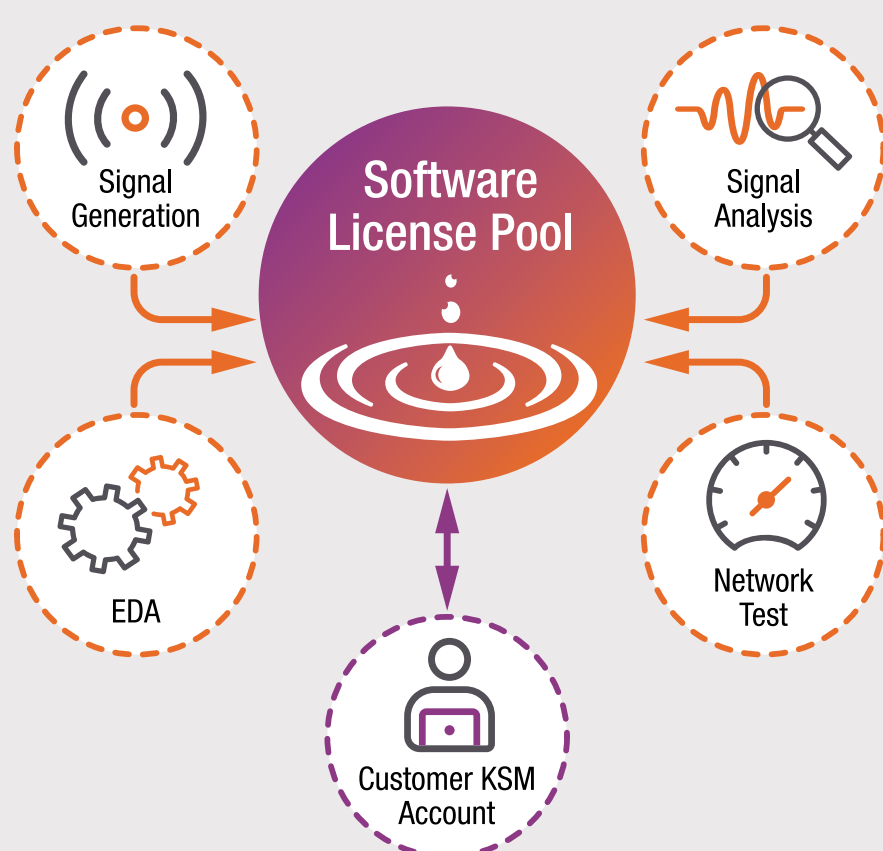 Software
License Pool
Signal
Generation
Signal
Analysis
EDA
Network
Test
Customer KSM
Account